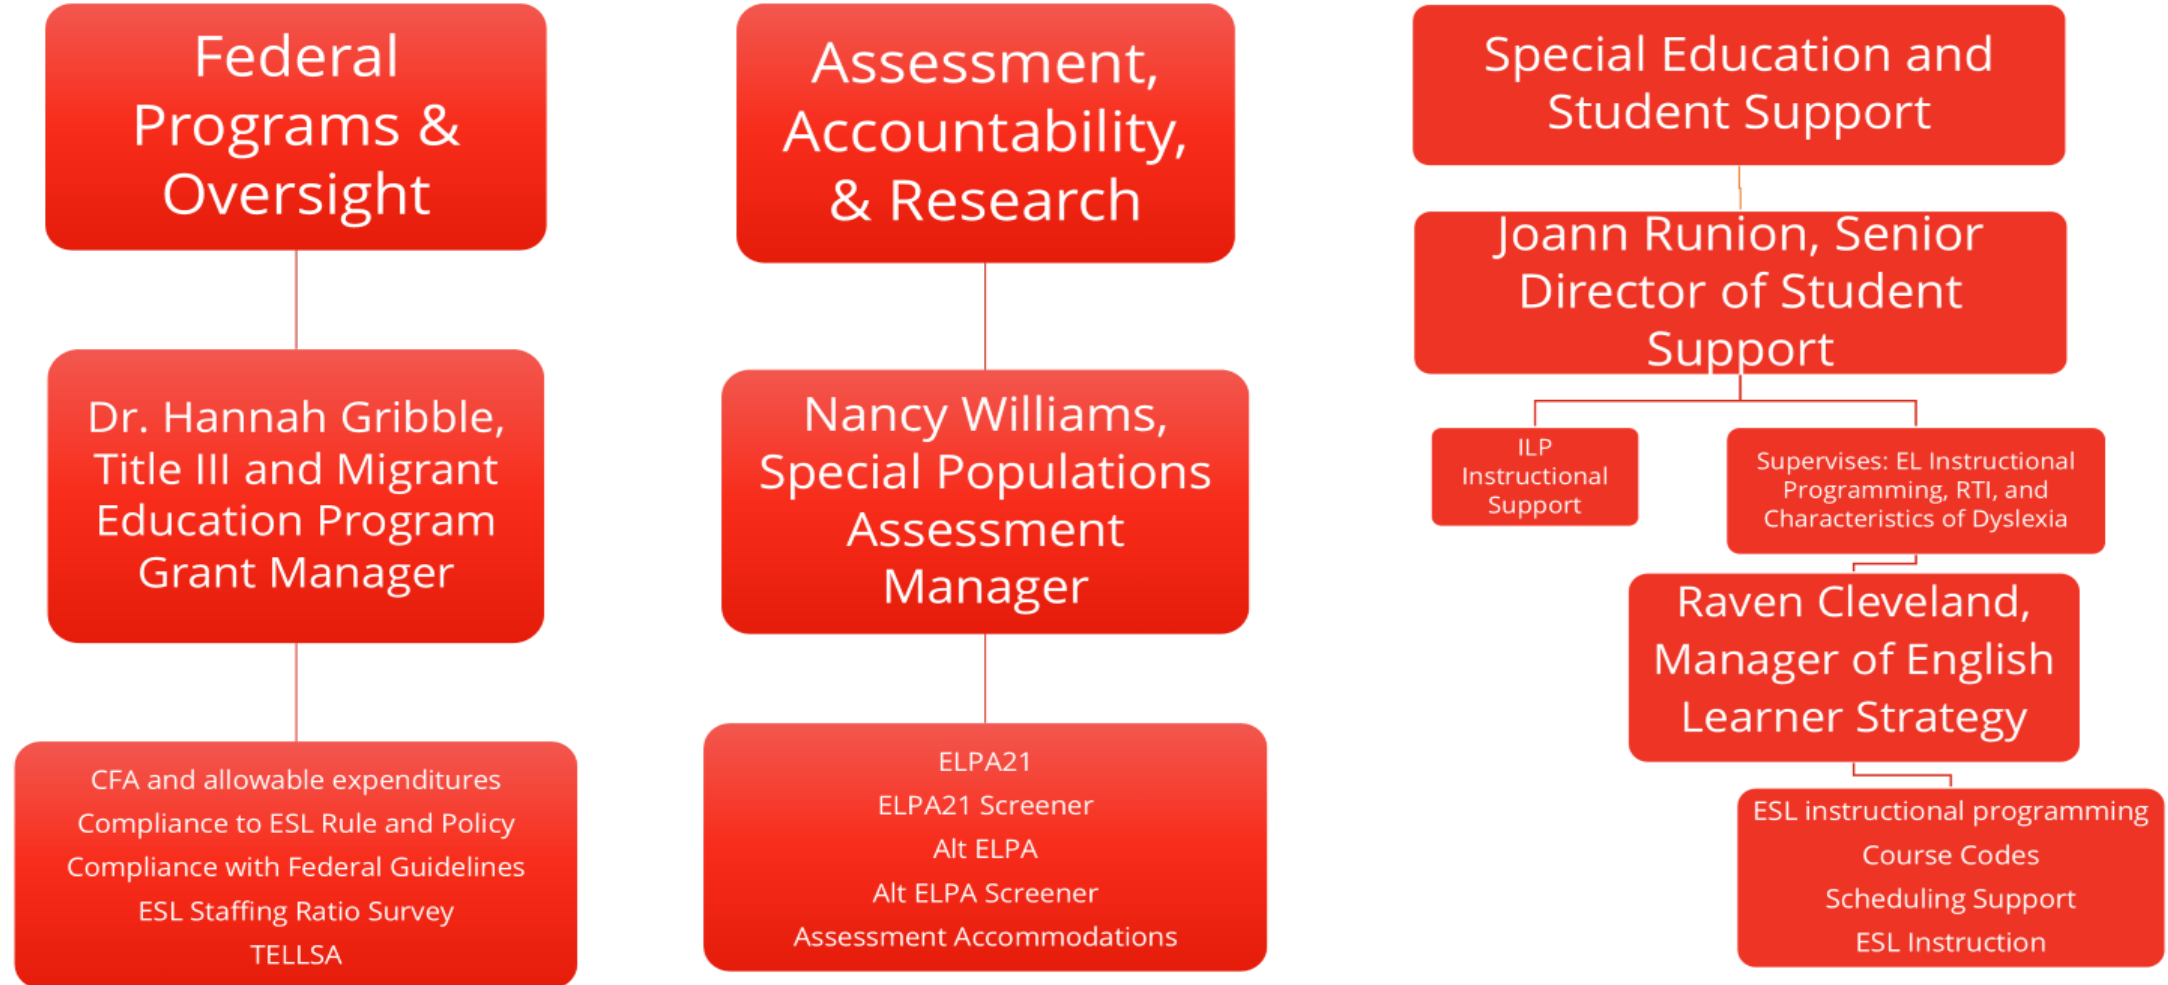 Federal
Programs &
Oversight
Dr. Hannah Gribble,
Title III and Migrant
Education Program
Grant Manager
CFA and allowable expenditures
Compliance to ESL Rule and Policy
Compliance with Federal Guidelines
ESL Staffing Ratio Survey
TELLSA
Assessment,
Accountability,
& Research
Nancy Williams,
Special Populations
Assessment
Manager
ELPA21
ELPA21 Screener
Alt ELPA
Alt ELPA Screener
Assessment Accommodations
Special Education and
Student Support
Joann Runion, Senior
Director of Student
Support
ILP
Instructional
Support
Supervises: EL Instructional
Programming, RTI, and
Characteristics of Dyslexia
Raven Cleveland,
Manager of English
Learner Strategy
ESL instructional programming
Course Codes
Scheduling Support
ESL Instruction